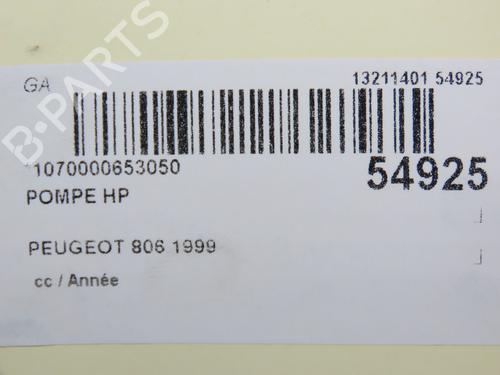 GA
13211401 54925
1070000653050
54925
POMPE HP
PEUGEOT 806 1999
cc / Année
B-PARTS